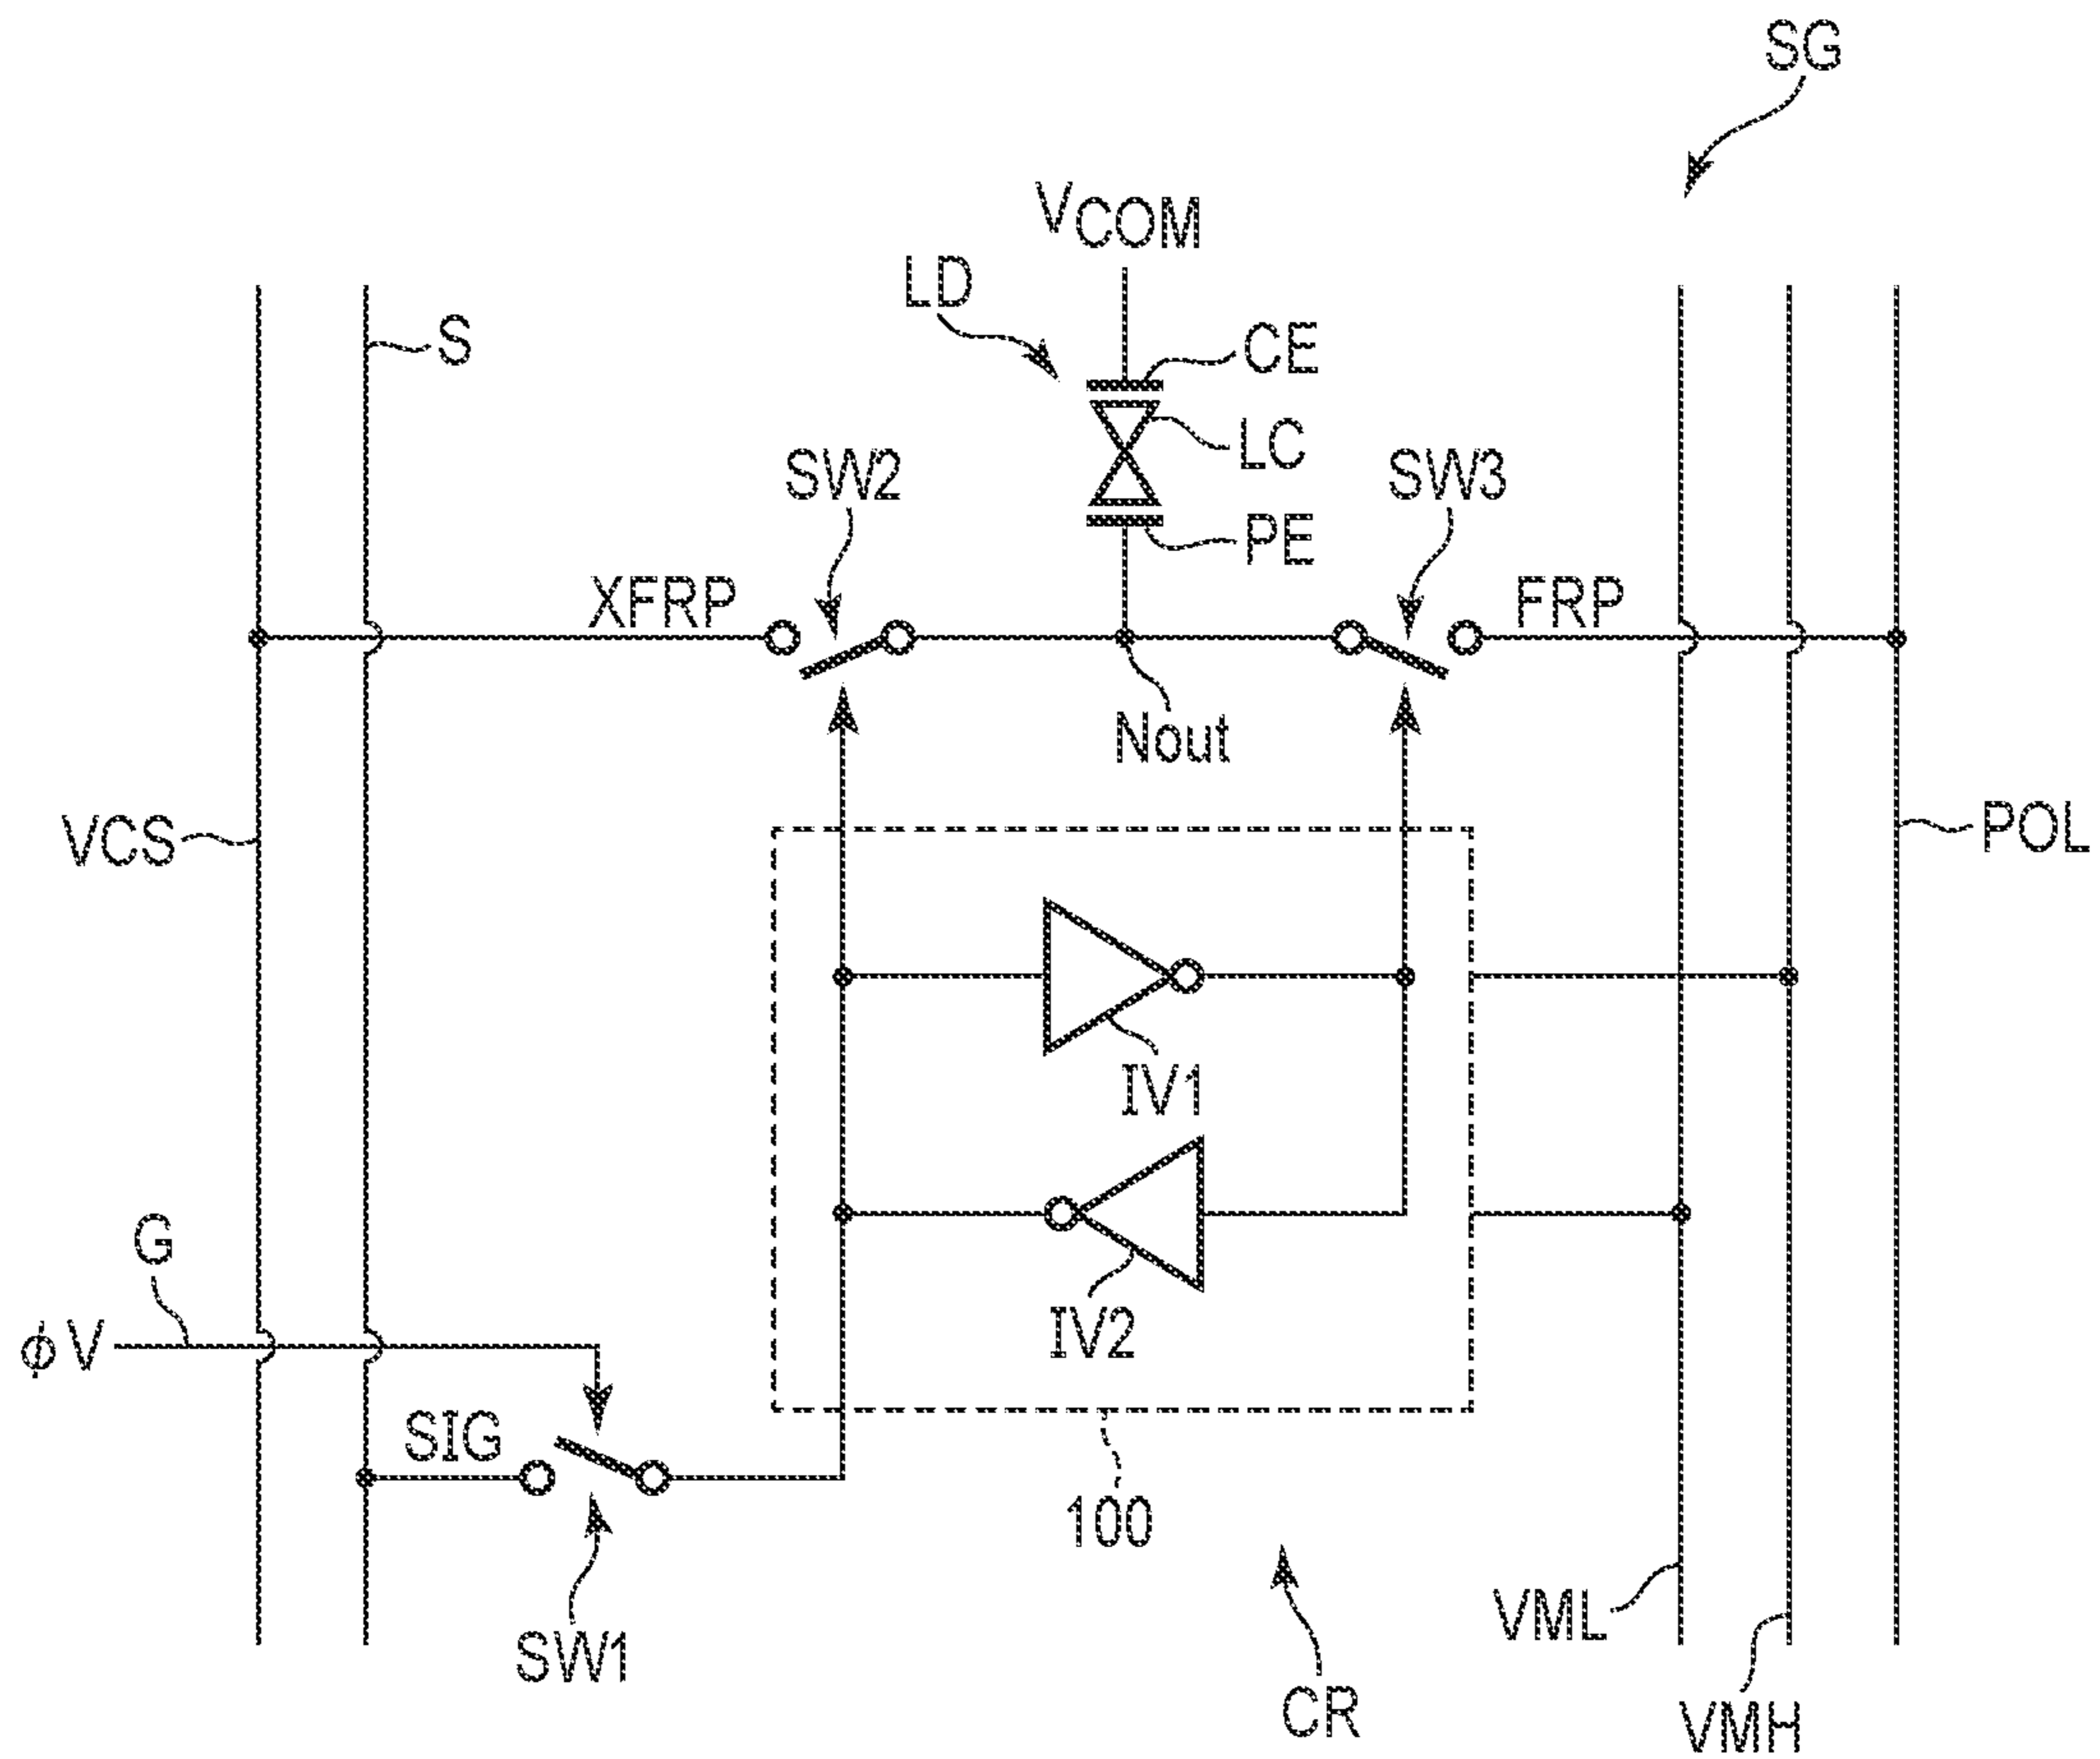 SG
VCOM
LD
S
CE
LC
SW2
SW3
PE
XFRP
FRP
Nout
VCS
POL
IV1
G
IV2
φV
SIG
100
VML
SW1
CR
VMH